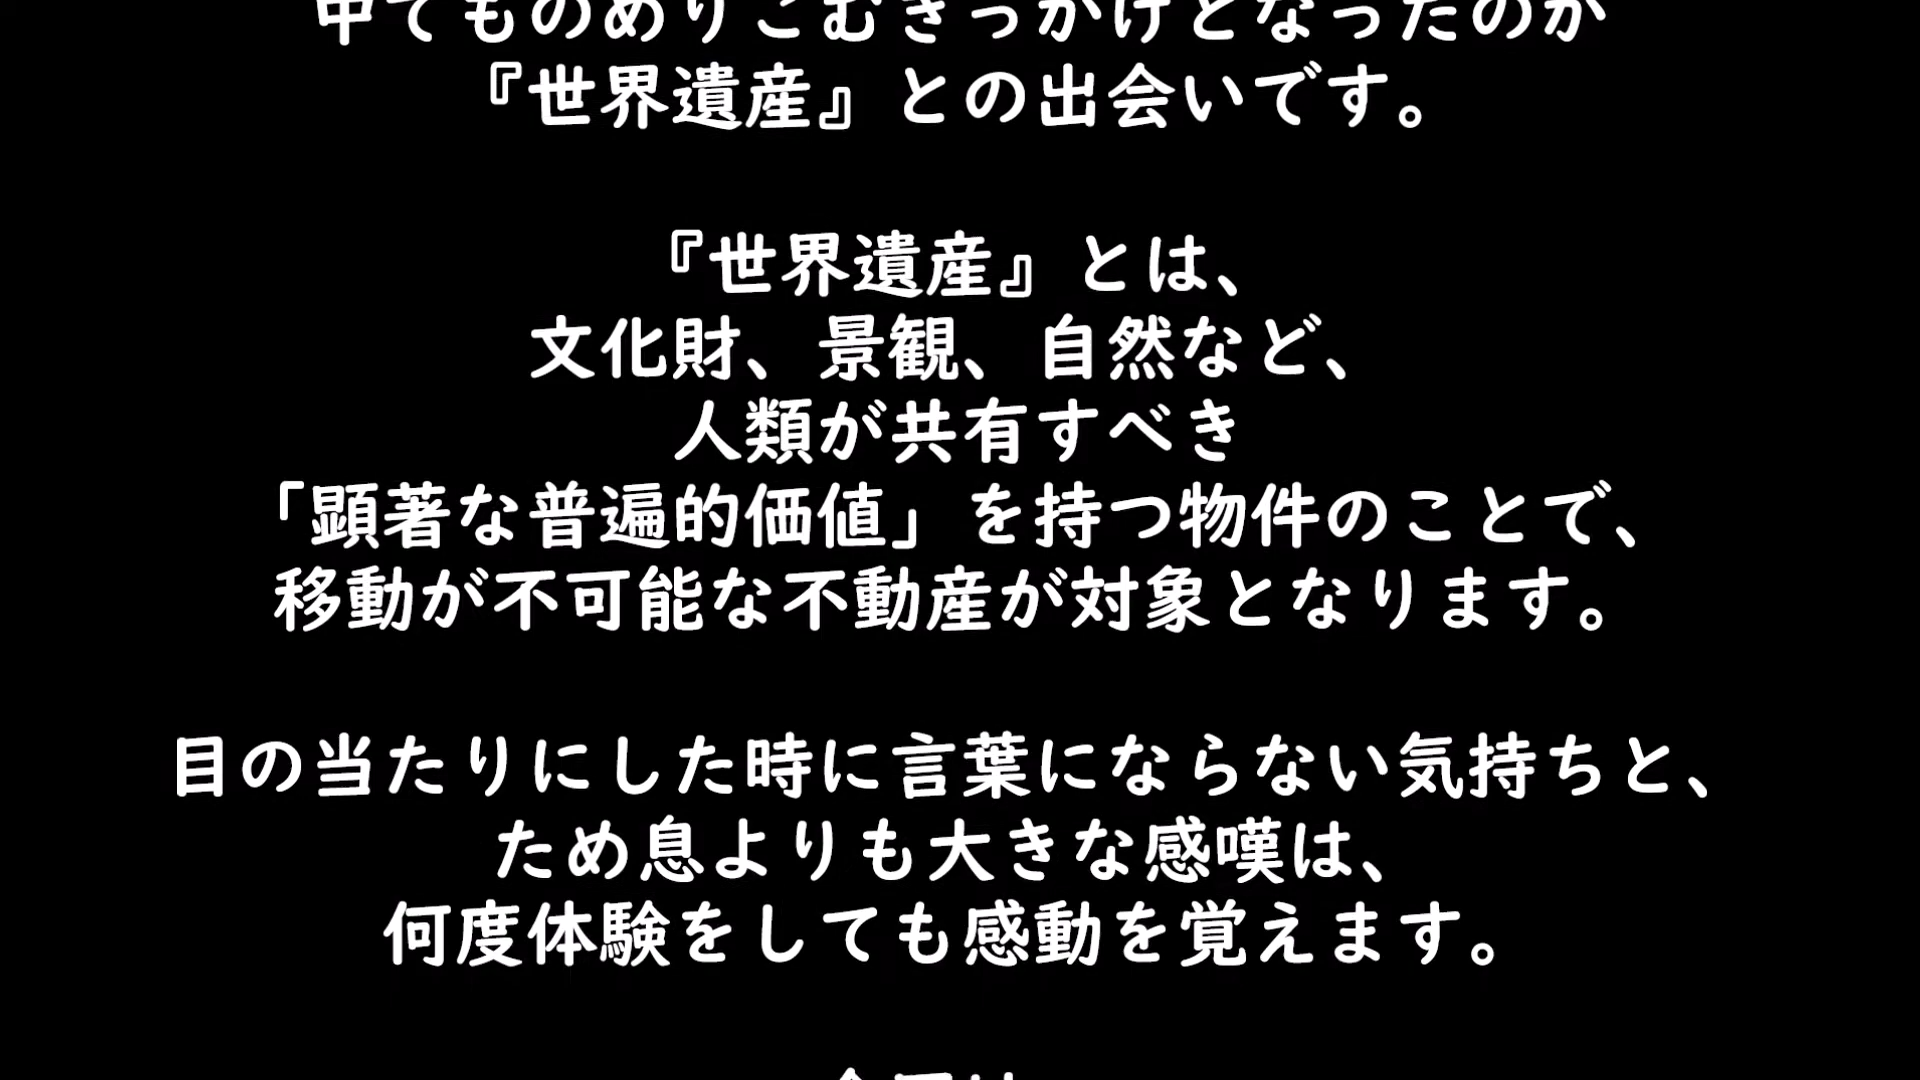 中でものめりこむきっかけとなったのが
『世界遺産』との出会いです。
『世界遺産』とは、
文化財、景観、自然など、
人類が共有すべき
「顕著な普遍的価値」を持つ物件のことで、
移動が不可能な不動産が対象となります。
目の当たりにした時に言葉にならない気持ちと、
ため息よりも大きな感嘆は、
何度体験をしても感動を覚えます。